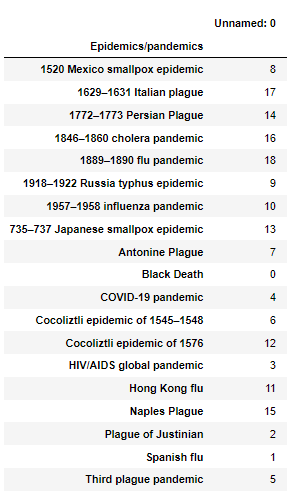 Unnamed: 0
Epidemics/pandemics
1520 Mexico smallpox epidemic 8
1629–1631 Italian plague 17
1772–1773 Persian Plague 14
1846–1860 cholera pandemic 16
1889–1890 flu pandemic 18
1918–1922 Russia typhus epidemic 9
1957–1958 influenza pandemic 10
735–737 Japanese smallpox epidemic 13
Antonine Plague 7
Black Death 0
COVID-19 pandemic 4
Cocoliztli epidemic of 1545–1548 6
Cocoliztli epidemic of 1576 12
HIV/AIDS global pandemic 3
Hong Kong flu 11
Naples Plague 15
Plague of Justinian 2
Spanish flu 1
Third plague pandemic 5